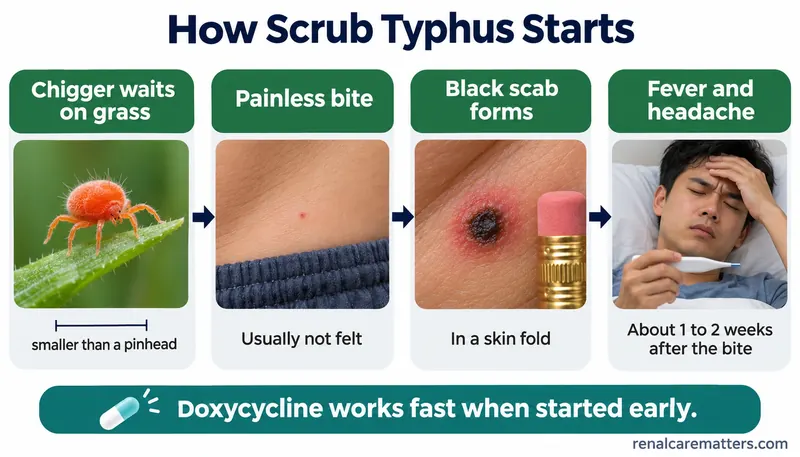 How Scrub Typhus Starts
Chigger waits
on grass
Painless bite
Black scab
forms
Fever and
headache
smaller than a pinhead
Usually not felt
In a skin fold
About 1 to 2 weeks
after the bite
Doxycycline works fast when started early.
renalcarematters.com